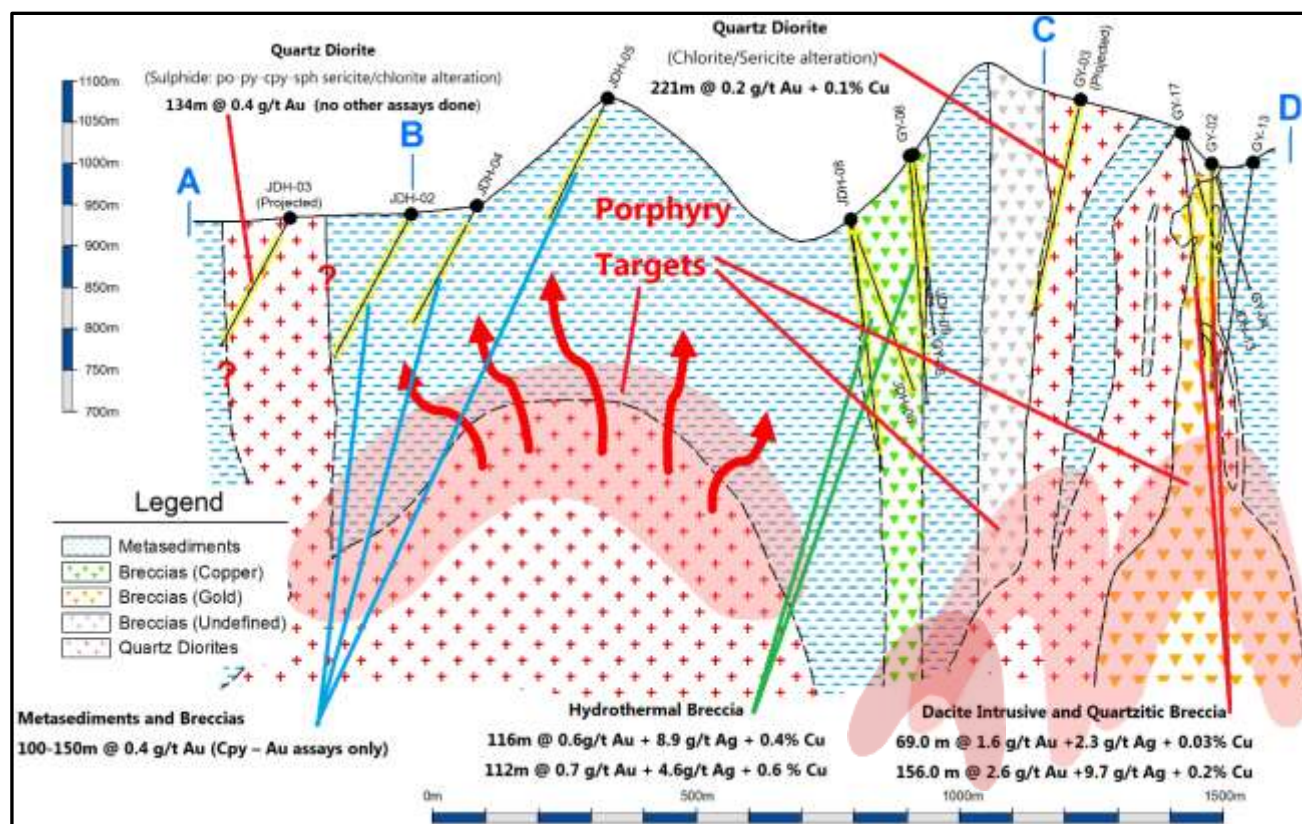 Quartz Diorite
(Sulphide: po-py-cpy-sph sericite/chlorite alteration)
134m @ 0.4 g/t Au (no other assays done)
Quartz Diorite
(Chlorite/Sericite alteration)
221m @ 0.2 g/t Au + 0.1% Cu
A
B
C
D
JDH-03
(Projected)
JDH-02
JDH-04
JDH-05
JDH-06
GY-06
GY-03
(Projected)
GY-17
GY-02
GY-13
1100m
1050m
1000m
950m
900m
850m
800m
750m
700m
Porphyry
Targets
?
?
JDH-13
Legend
Metasediments
Breccias (Copper)
Breccias (Gold)
Breccias (Undefined)
Quartz Diorites
Metasediments and Breccias
100-150m @ 0.4 g/t Au (Cpy – Au assays only)
Hydrothermal Breccia
116m @ 0.6g/t Au + 8.9 g/t Ag + 0.4% Cu
112m @ 0.7 g/t Au + 4.6g/t Ag + 0.6 % Cu
Dacite Intrusive and Quartzitic Breccia
69.0 m @ 1.6 g/t Au +2.3 g/t Ag + 0.03% Cu
156.0 m @ 2.6 g/t Au +9.7 g/t Ag + 0.2% Cu
0m
500m
1000m
1500m